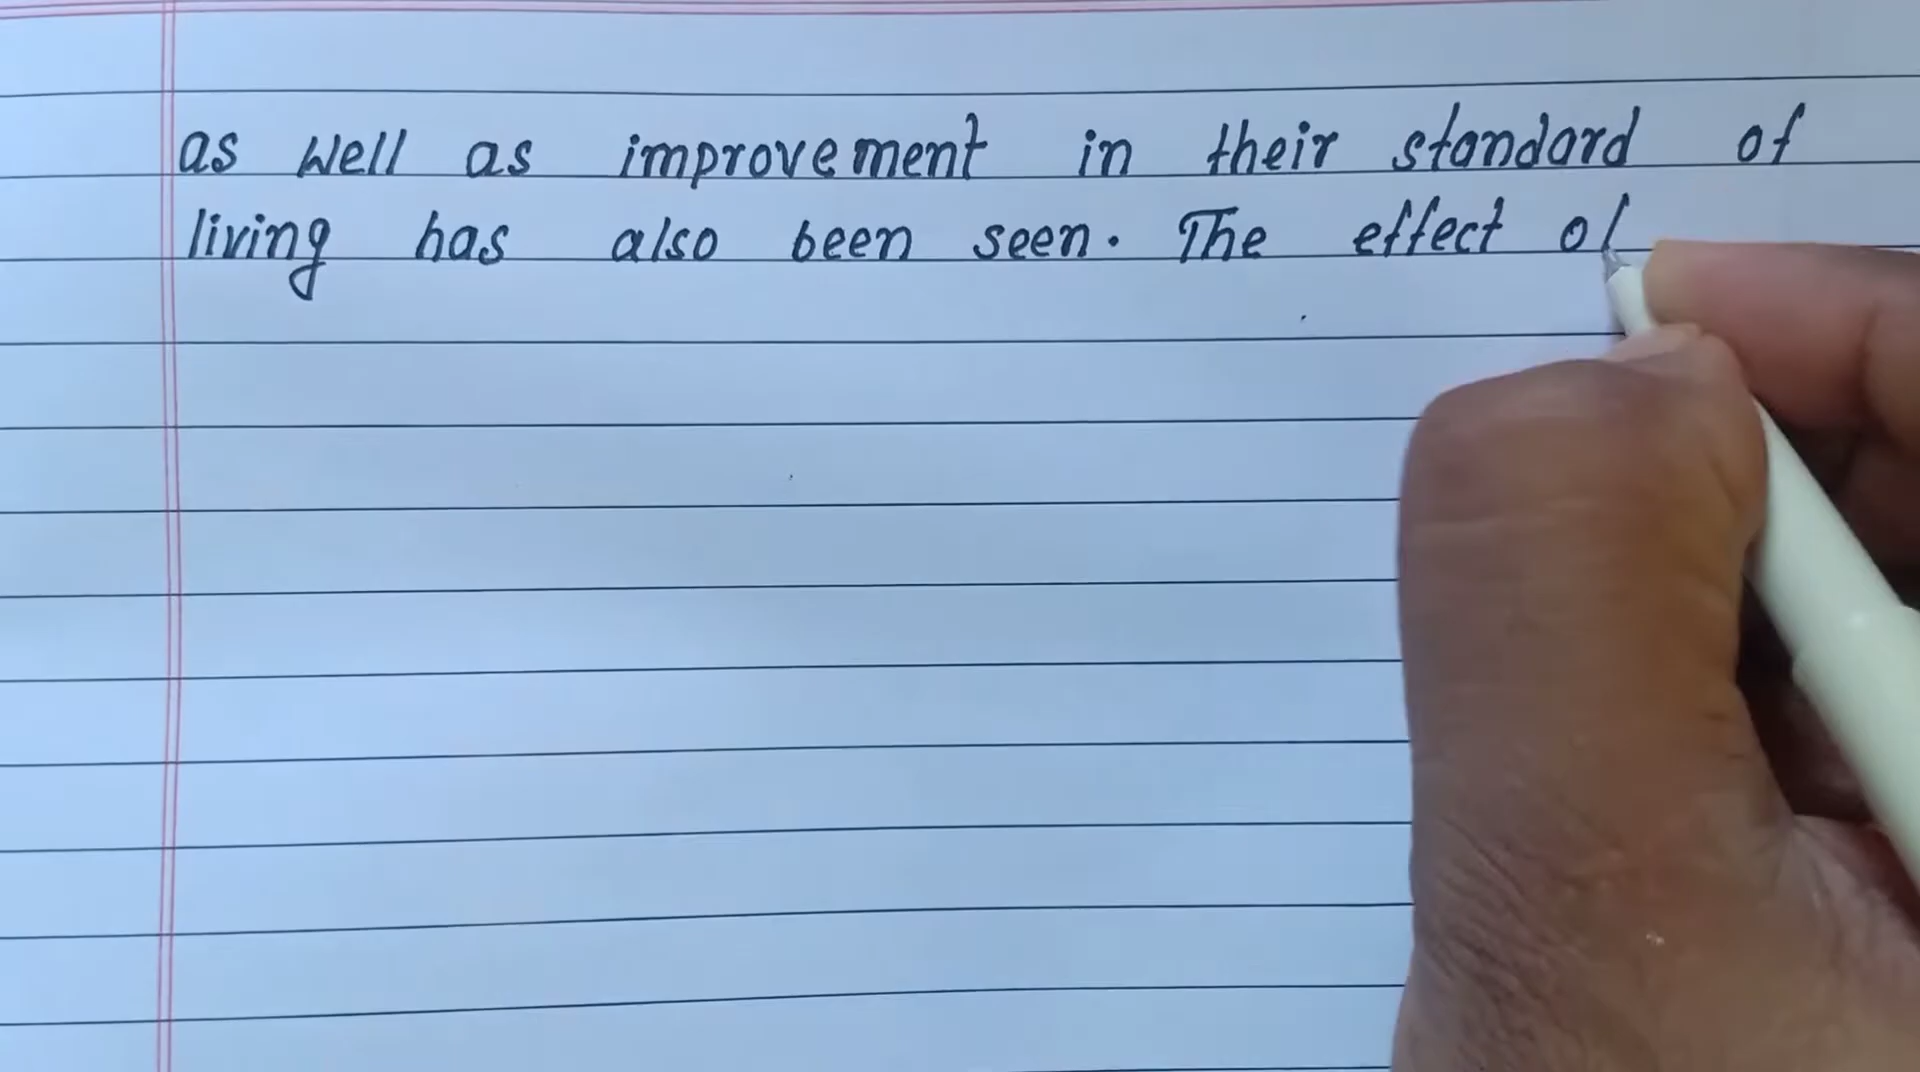 as well as improvement in their standard of
living has also been seen. The effect of